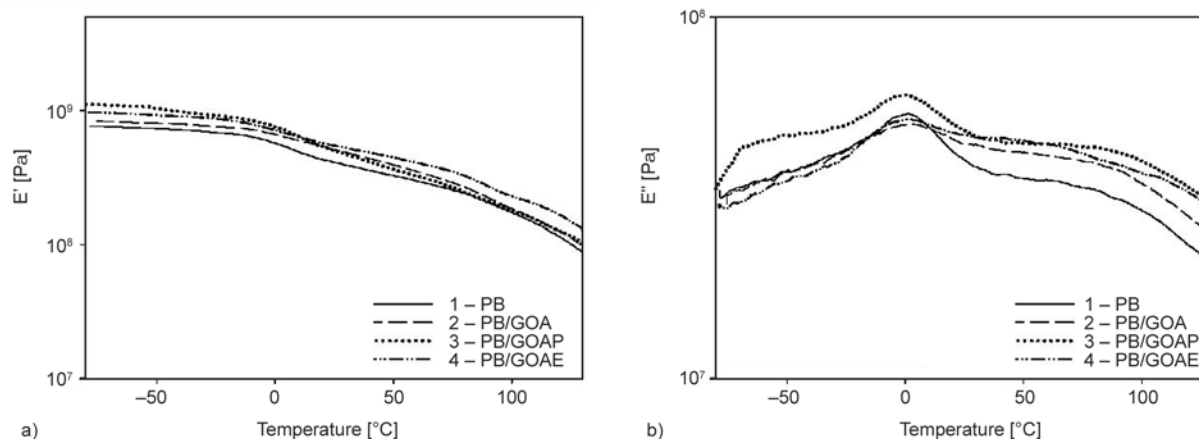 10⁹
10⁸
10⁷
E' [Pa]
−50
0
50
100
Temperature [°C]
a)
1 – PB
2 – PB/GOA
3 – PB/GOAP
4 – PB/GOAE
10⁸
10⁷
E" [Pa]
−50
0
50
100
Temperature [°C]
b)
1 – PB
2 – PB/GOA
3 – PB/GOAP
4 – PB/GOAE